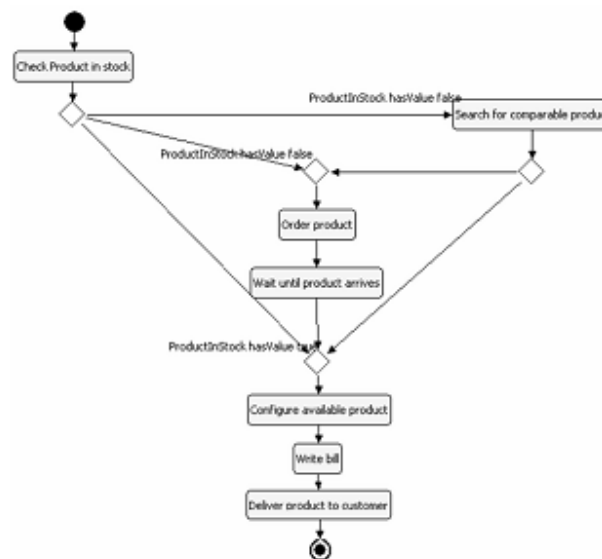 Check Product in stock
ProductInStock hasValue false
Search for comparable product
ProductInStock hasValue false
Order product
Wait until product arrives
ProductInStock hasValue true
Configure available product
Write bill
Deliver product to customer